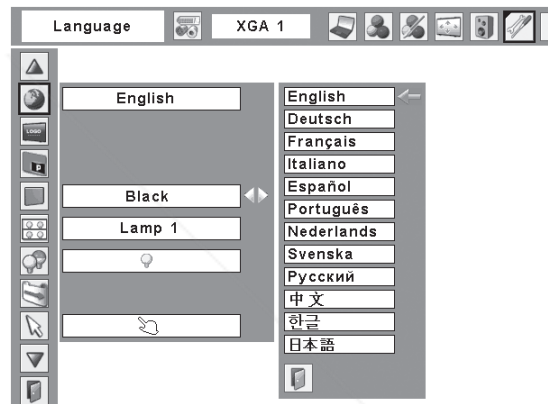 Language
XGA 1
LOGO
P
English
Black
Lamp 1
English
Deutsch
Français
Italiano
Español
Português
Nederlands
Svenska
Русский
中文
한글
日本語